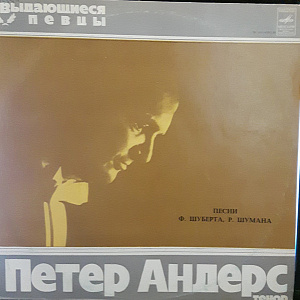 Выдающиеся
певцы
ПЕСНИ
Ф. ШУБЕРТА, Р. ШУМАНА
Петер Андерс
тенор